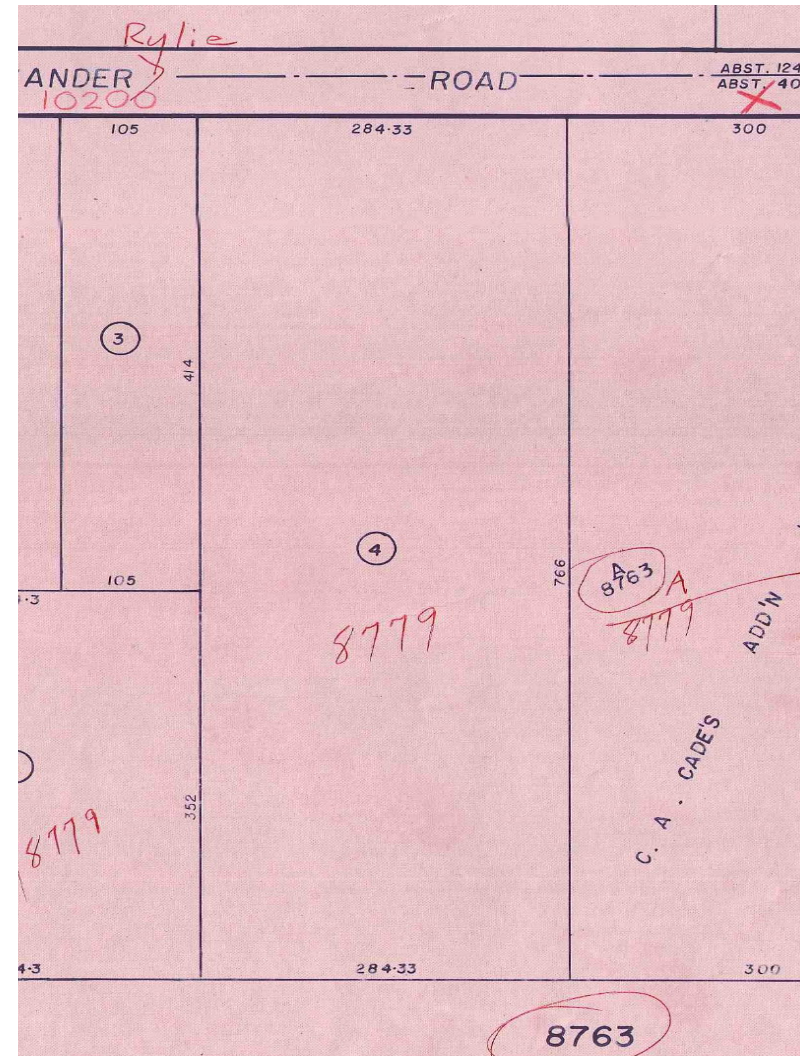 Rylie
ANDER ROAD
ABST. 124
10200
ABST. 40
105
284.33
300
3
414
4
766
A
8763
A
8779
105
8779
ADD'N
C. A. CADE'S
352
8779
4.3
284.33
300
8763